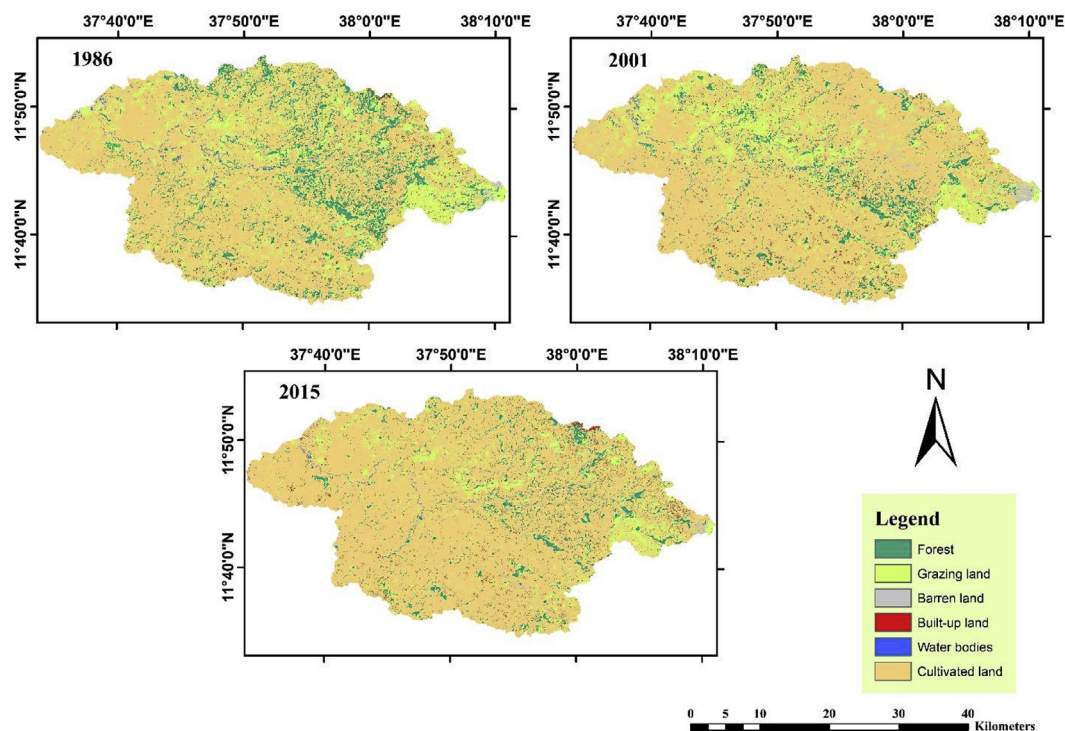 37°40'0"E 37°50'0"E 38°0'0"E 38°10'0"E
1986
11°50'0"N
11°40'0"N
37°40'0"E 37°50'0"E 38°0'0"E 38°10'0"E
2001
11°50'0"N
11°40'0"N
37°40'0"E 37°50'0"E 38°0'0"E 38°10'0"E
2015
11°50'0"N
11°40'0"N
N
Legend
Forest
Grazing land
Barren land
Built-up land
Water bodies
Cultivated land
0 5 10 20 30 40
Kilometers